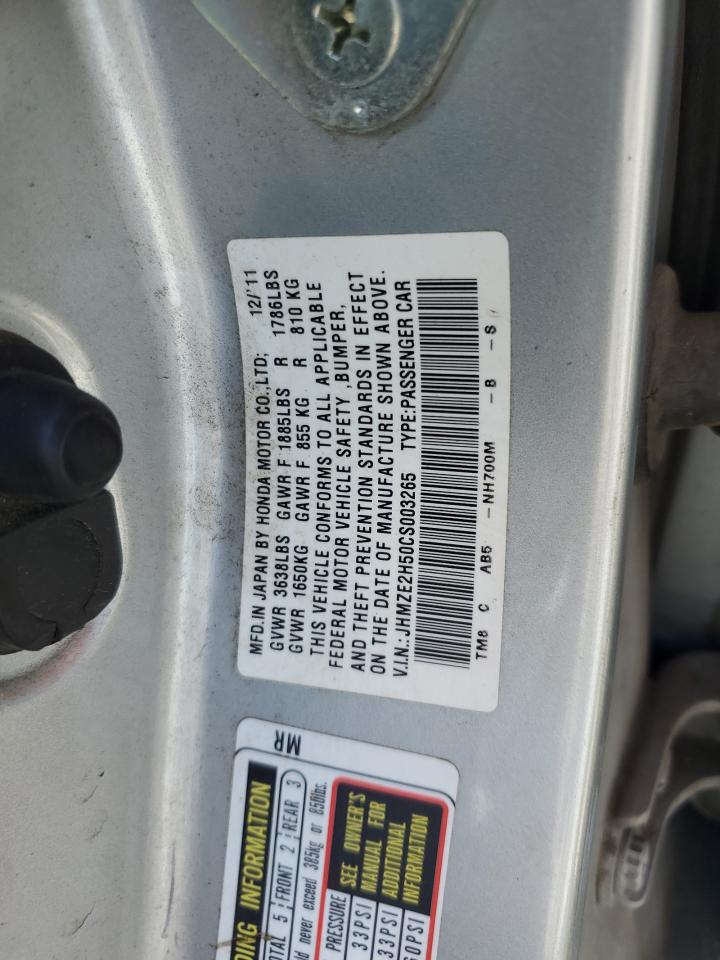 MFD.IN JAPAN BY HONDA MOTOR CO.,LTD; 12/'11
GVWR 3638LBS GAWR F 1885LBS R 1786LBS
GVWR 1650KG GAWR F 855 KG R 810 KG
THIS VEHICLE CONFORMS TO ALL APPLICABLE
FEDERAL MOTOR VEHICLE SAFETY ,BUMPER,
AND THEFT PREVENTION STANDARDS IN EFFECT
ON THE DATE OF MANUFACTURE SHOWN ABOVE.
V.I.N.:JHMZE2H50CS003265 TYPE:PASSENGER CAR
TM8 C AB5 -NH700M -B -S
MR
INFORMATION
5 FRONT 2 REAR 3
never exceed 385kg or 850lbs.
PRESSURE
33PSI
33PSI
60PSI
SEE OWNER'S
MANUAL FOR
ADDITIONAL
INFORMATION